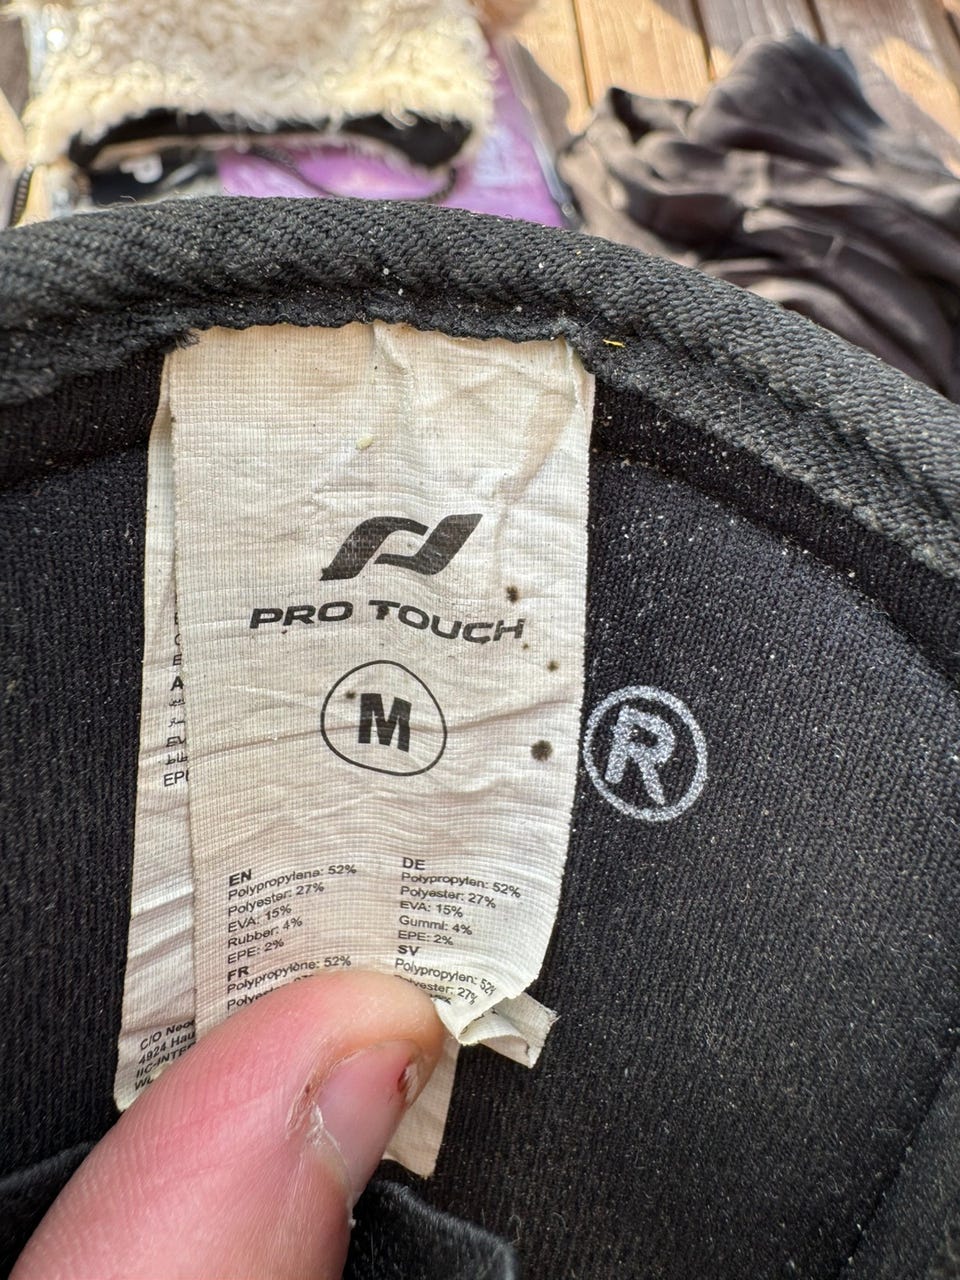 PRO TOUCH
M
R
EN
Polypropylene: 52%
Polyester: 27%
EVA: 15%
Rubber: 4%
EPE: 2%
FR
Polypropylène: 52%
DE
Polypropylen: 52%
Polyester: 27%
EVA: 15%
Gummi: 4%
EPE: 2%
SV
Polypropylen: 52%
27%
C/O
4924